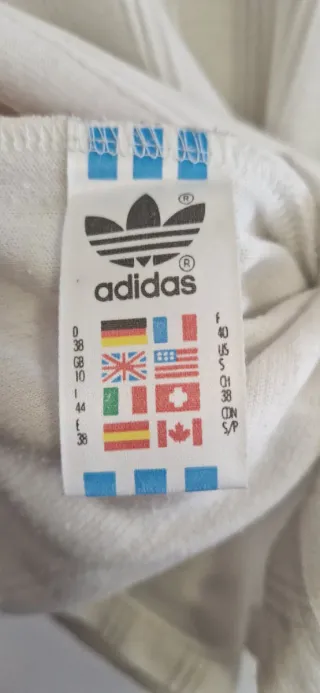 ®
®
adidas
D
38
GB
10
I
44
E
38
F
40
US
S
CH
38
CDN
S/P